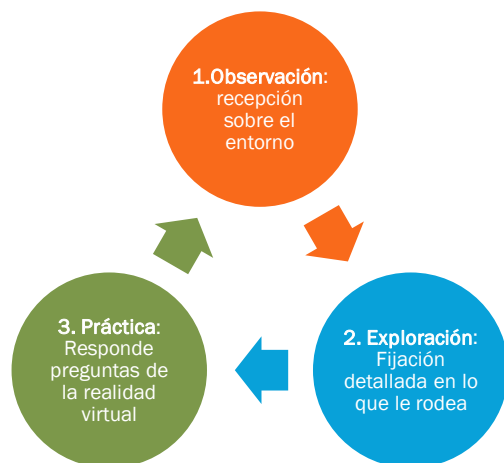 1.Observación:
recepción
sobre el
entorno
2. Exploración:
Fijación
detallada en lo
que le rodea
3. Práctica:
Responde
preguntas de
la realidad
virtual